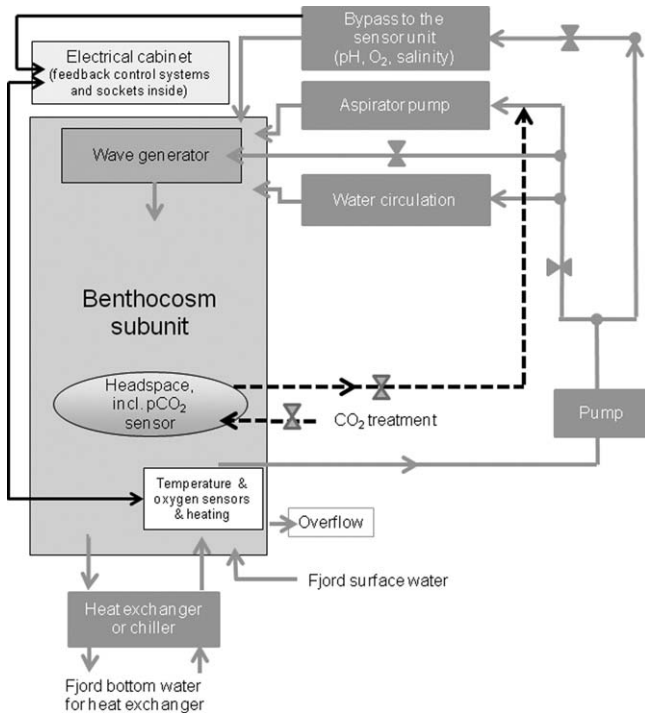 Electrical cabinet
(feedback control systems
and sockets inside)
Bypass to the
sensor unit
(pH, O₂, salinity)
Aspirator pump
Wave generator
Water circulation
Benthocosm
subunit
Headspace,
incl. pCO₂
sensor
CO₂ treatment
Pump
Temperature &
oxygen sensors
& heating
Overflow
Fjord surface water
Heat exchanger
or chiller
Fjord bottom water
for heat exchanger